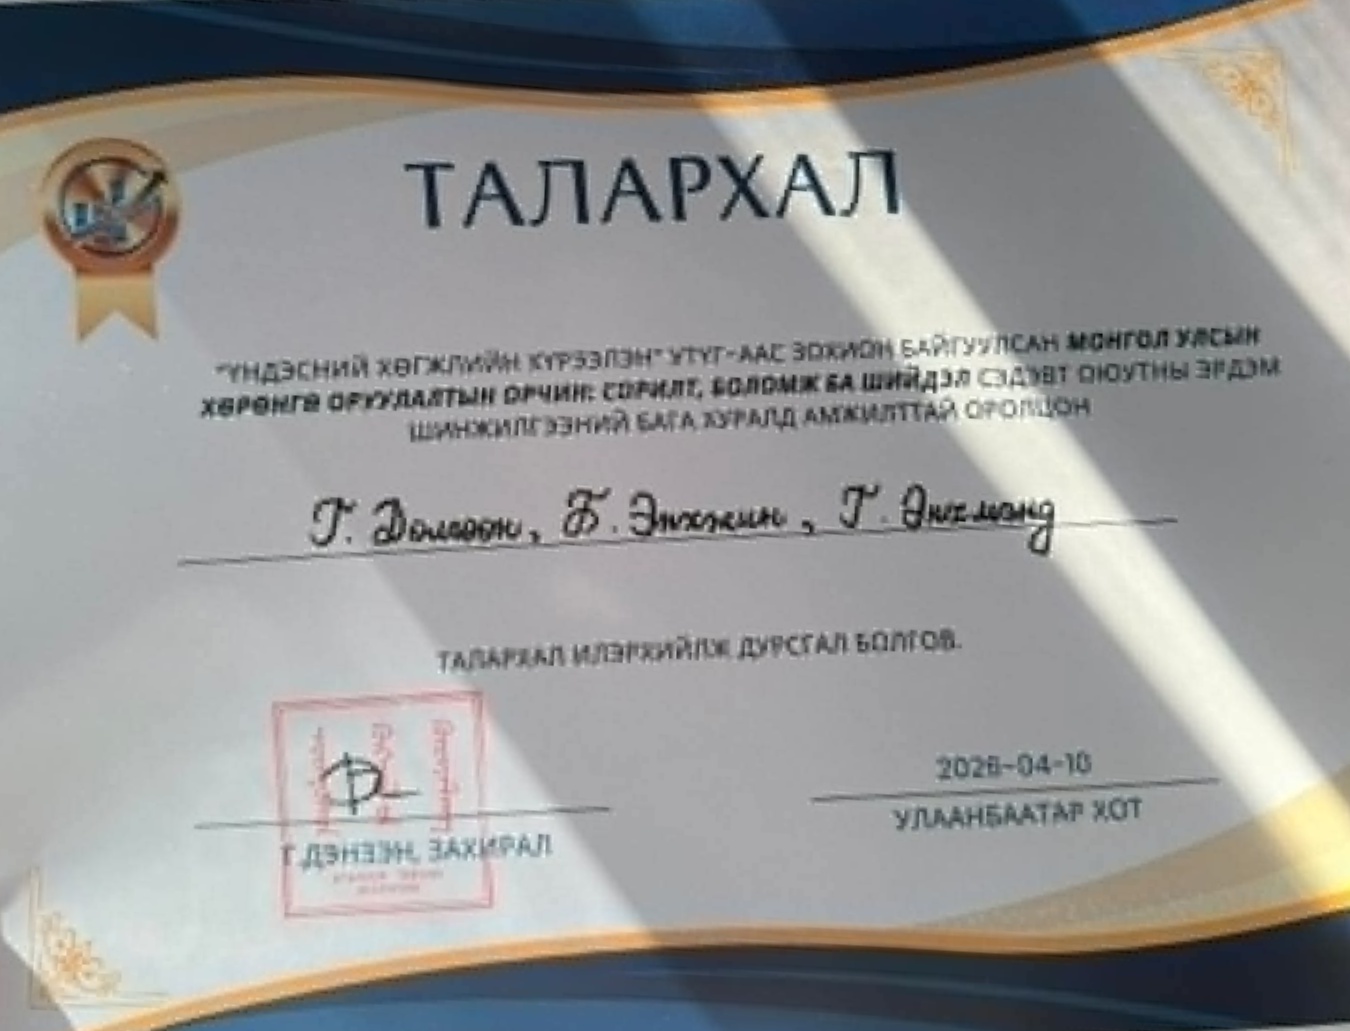 ТАЛАРХАЛ
"ҮНДЭСНИЙ ХӨГЖЛИЙН ХҮРЭЭЛЭН" УТҮГ-ААС ЗОХИОН БАЙГУУЛСАН МОНГОЛ УЛСЫН
ХӨРӨНГӨ ОРУУЛАЛТЫН ОРЧИН: СОРИЛТ, БОЛОМЖ БА ШИЙДЭЛ СЭДЭВТ ОЮУТНЫ ЭРДЭМ
ШИНЖИЛГЭЭНИЙ БАГА ХУРАЛД АМЖИЛТТАЙ ОРОЛЦОН
Г. Долгоон, Б. Энхжин, Г. Энхманд
ТАЛАРХАЛ ИЛЭРХИЙЛЖ ДУРСГАЛ БОЛГОВ.
2026-04-10
УЛААНБААТАР ХОТ
Г.ДЭНЗЭН, ЗАХИРАЛ